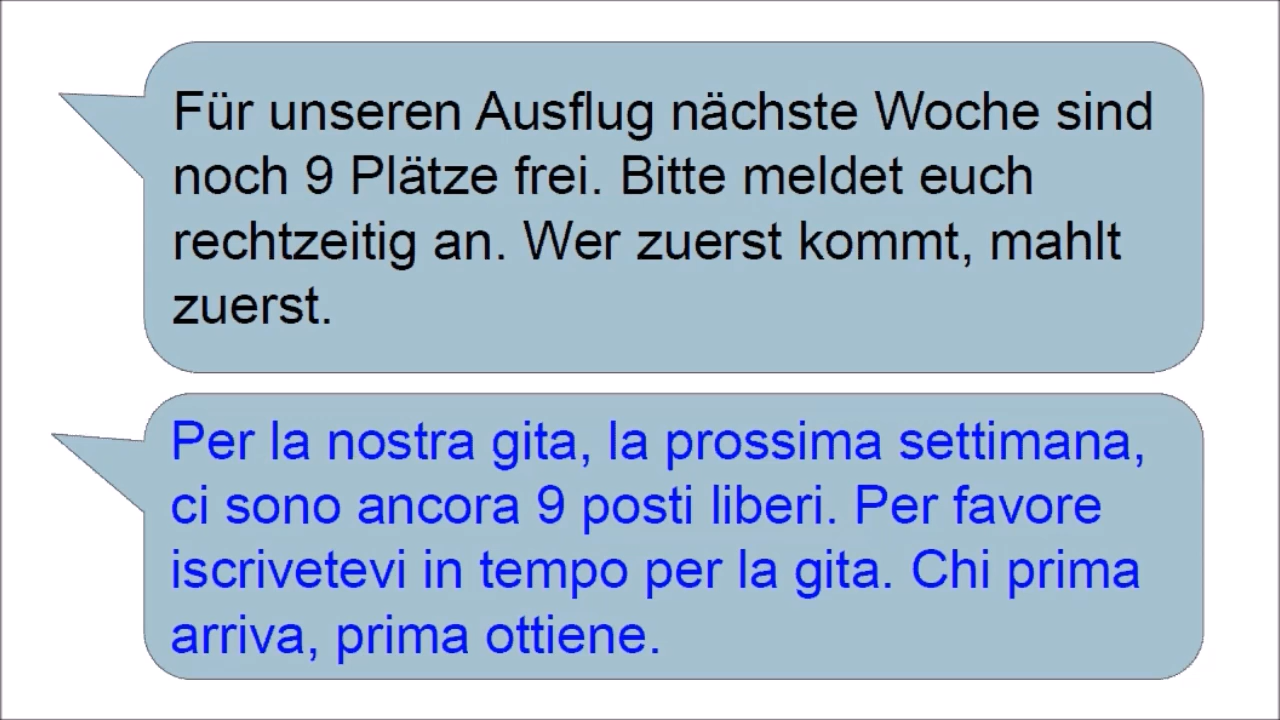 Für unseren Ausflug nächste Woche sind
noch 9 Plätze frei. Bitte meldet euch
rechtzeitig an. Wer zuerst kommt, mahlt
zuerst.
Per la nostra gita, la prossima settimana,
ci sono ancora 9 posti liberi. Per favore
iscrivetevi in tempo per la gita. Chi prima
arriva, prima ottiene.